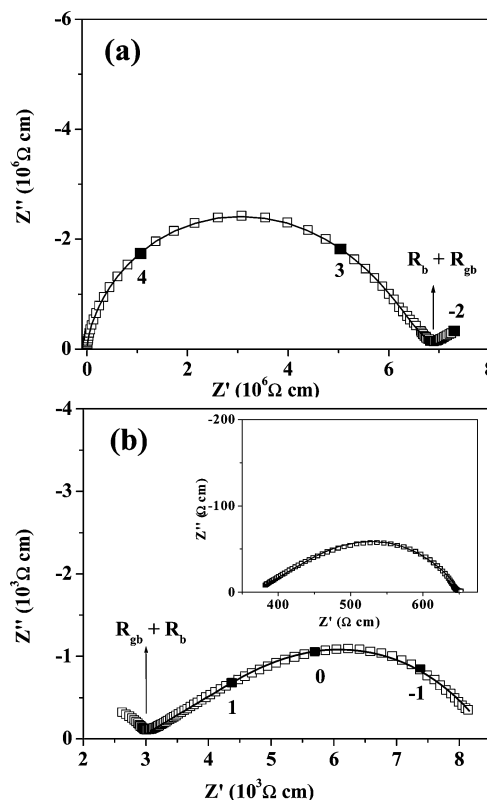 (a)
-6
-4
-2
0
Z'' (10⁶Ω cm)
4
3
R_b + R_gb
-2
0 2 4 6 8
Z' (10⁶Ω cm)
(b)
-4
-3
-2
-1
0
Z'' (10³Ω cm)
-200
-100
0
Z'' (Ω cm)
400 500 600
Z' (Ω cm)
R_gb + R_b
1
0
-1
2 3 4 5 6 7 8
Z' (10³Ω cm)